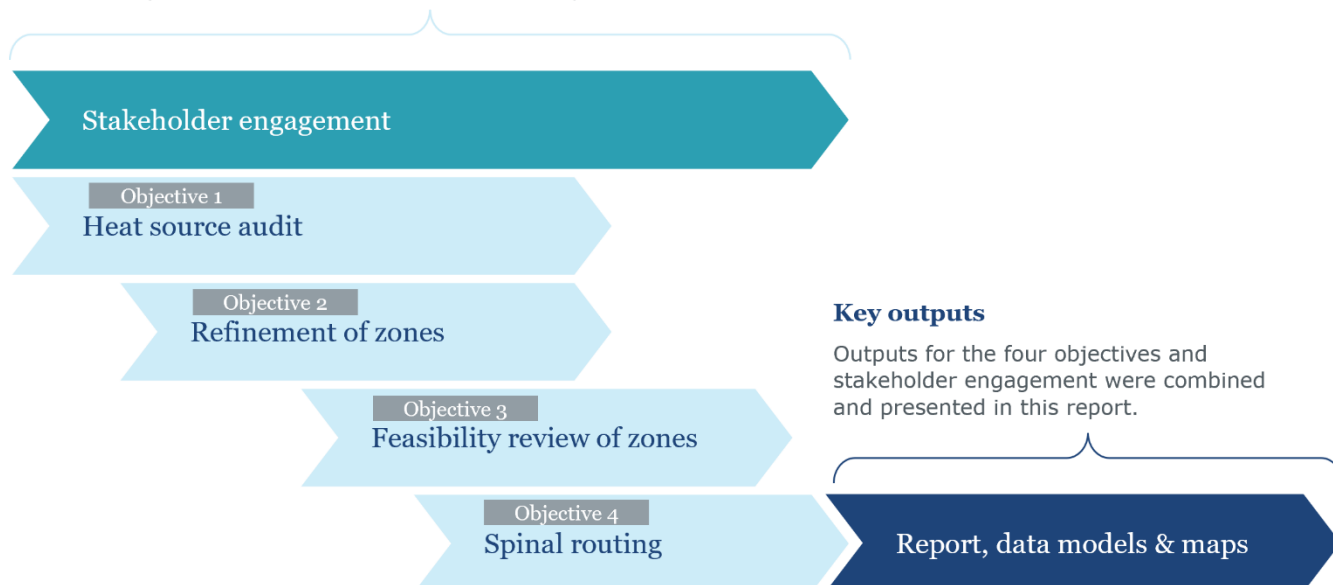 Stakeholder engagement
Objective 1
Heat source audit
Objective 2
Refinement of zones
Key outputs
Outputs for the four objectives and
stakeholder engagement were combined
and presented in this report.
Objective 3
Feasibility review of zones
Objective 4
Spinal routing
Report, data models & maps